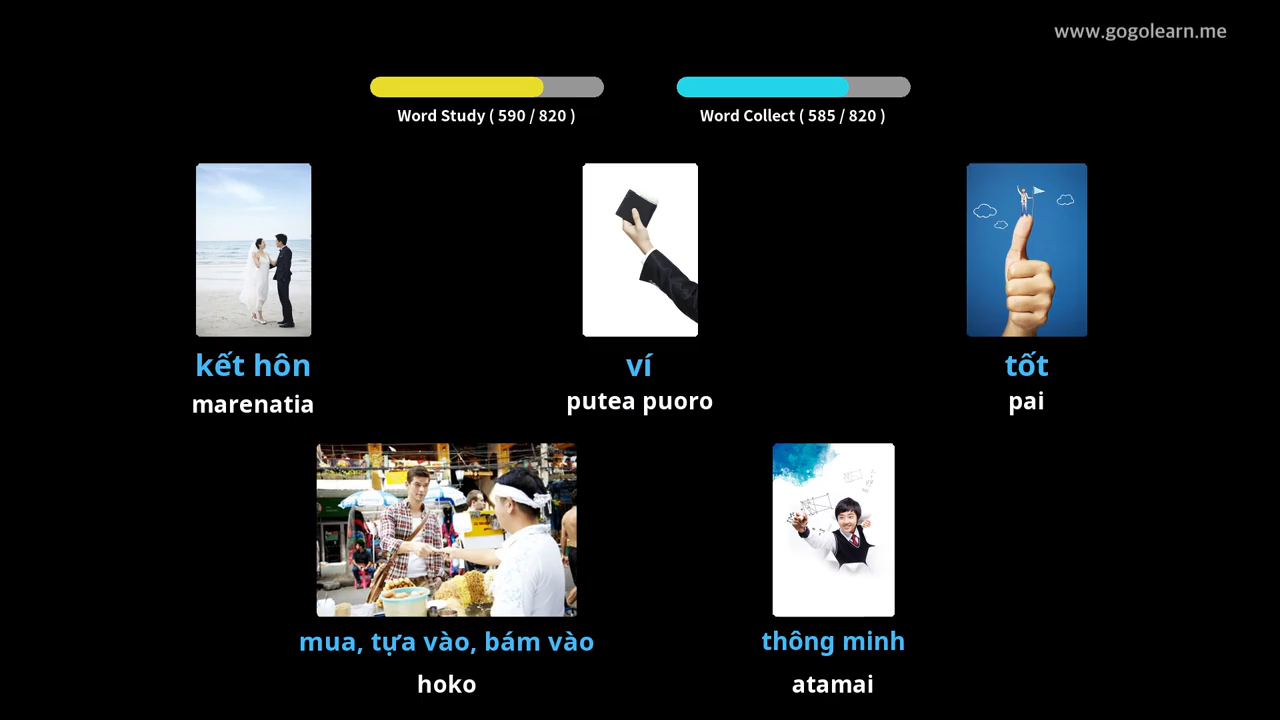 www.gogolearn.me
Word Study ( 590 / 820 )
Word Collect ( 585 / 820 )
kết hôn
marenatia
ví
putea puoro
tốt
pai
mua, tựa vào, bám vào
hoko
thông minh
atamai